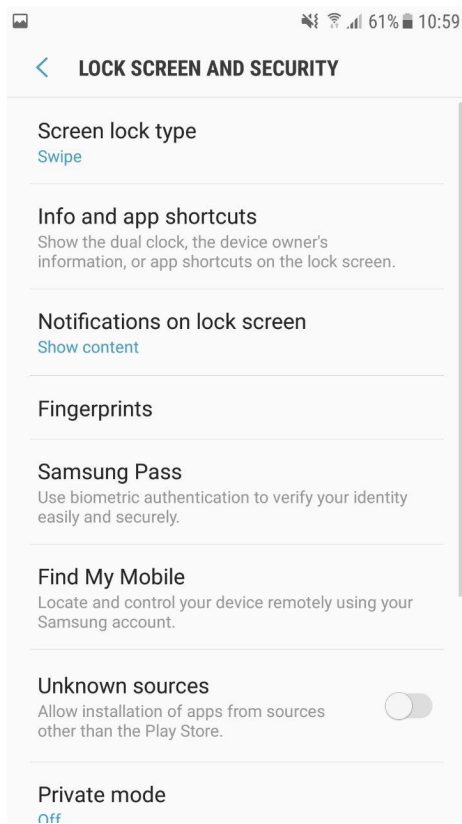 61% 10:59
LOCK SCREEN AND SECURITY
Screen lock type
Swipe
Info and app shortcuts
Show the dual clock, the device owner's
information, or app shortcuts on the lock screen.
Notifications on lock screen
Show content
Fingerprints
Samsung Pass
Use biometric authentication to verify your identity
easily and securely.
Find My Mobile
Locate and control your device remotely using your
Samsung account.
Unknown sources
Allow installation of apps from sources
other than the Play Store.
Private mode
Off